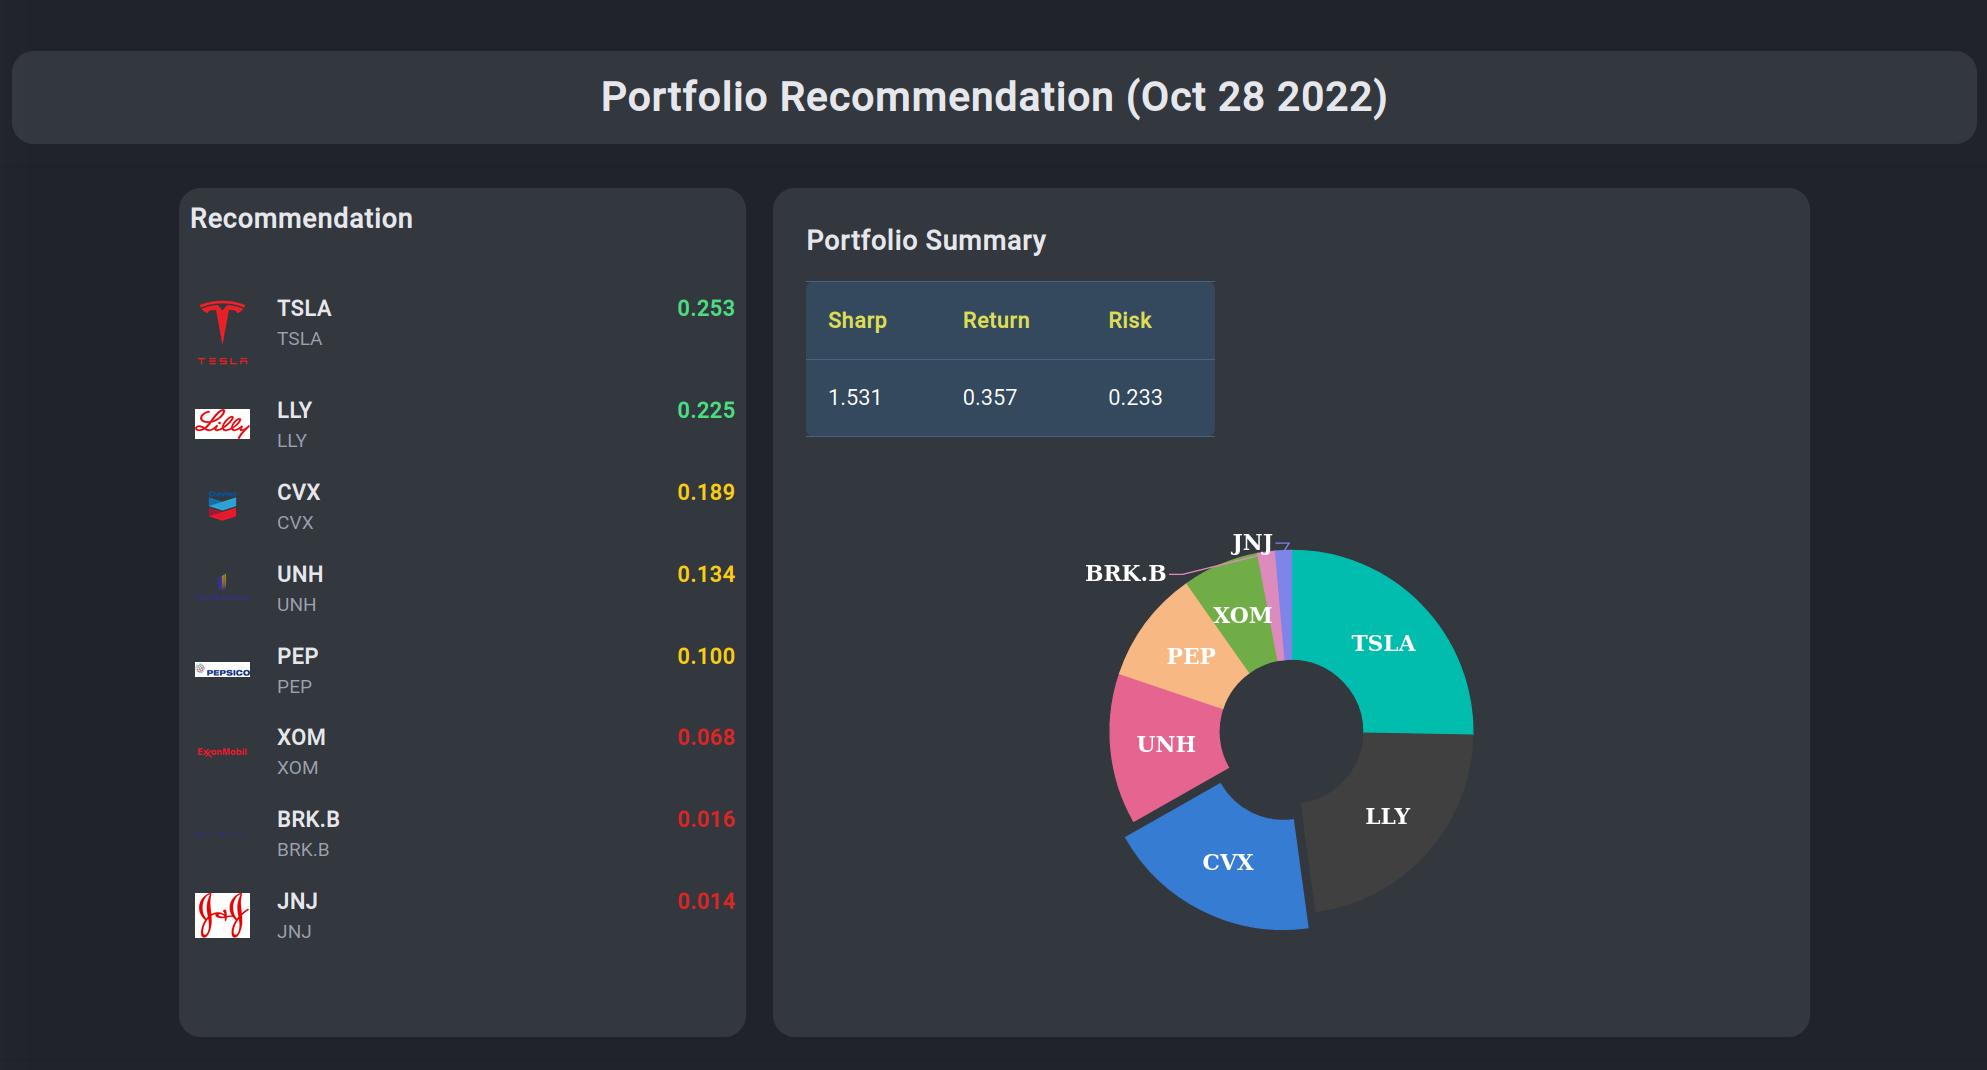 Portfolio Recommendation (Oct 28 2022)
Recommendation
TESLA
TSLA
TSLA
0.253
Lilly
LLY
LLY
0.225
CVX
CVX
0.189
UNH
UNH
0.134
PEPSICO
PEP
PEP
0.100
ExxonMobil
XOM
XOM
0.068
BRK.B
BRK.B
0.016
J&J
JNJ
JNJ
0.014
Portfolio Summary
Sharp Return Risk
1.531 0.357 0.233
JNJ
BRK.B
XOM
TSLA
PEP
UNH
LLY
CVX